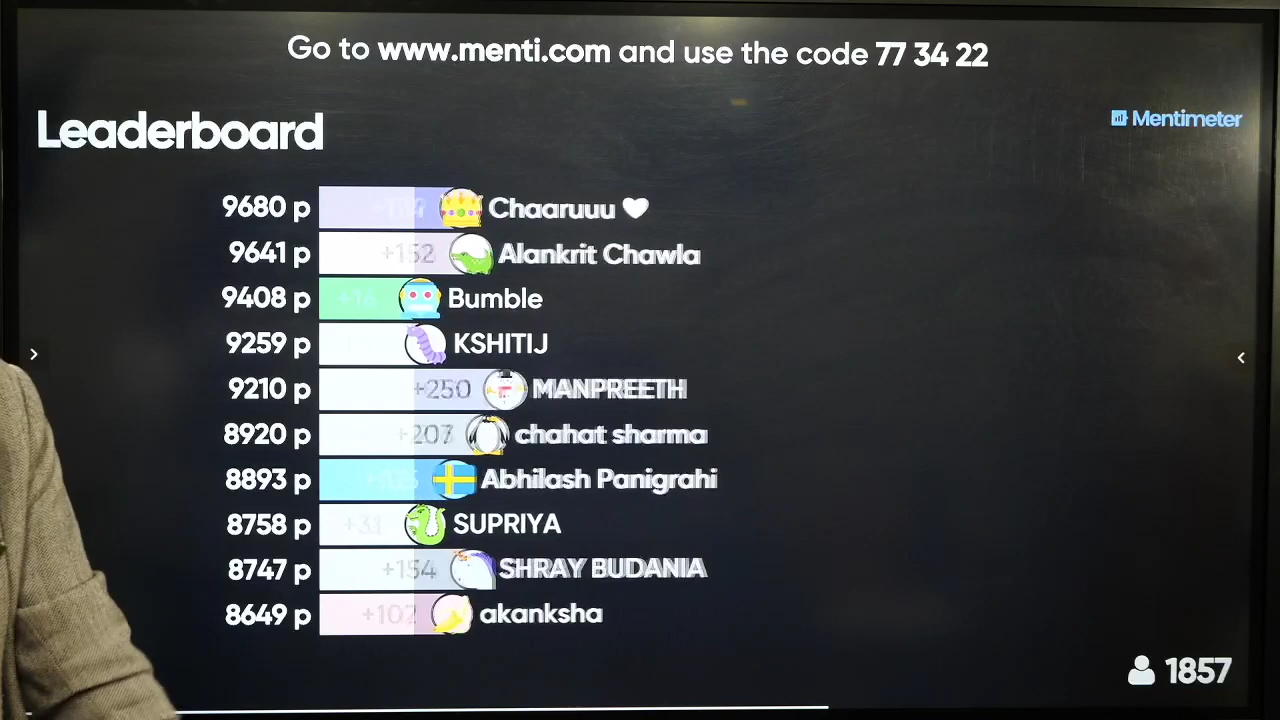 Go to www.menti.com and use the code 77 34 22
Leaderboard
Mentimeter
9680 p Chaaruuu
9641 p +152 Alankrit Chawla
9408 p +16 Bumble
9259 p KSHITIJ
9210 p +250 MANPREETH
8920 p +207 chahat sharma
8893 p Abhilash Panigrahi
8758 p +31 SUPRIYA
8747 p +154 SHRAY BUDANIA
8649 p +102 akanksha
1857